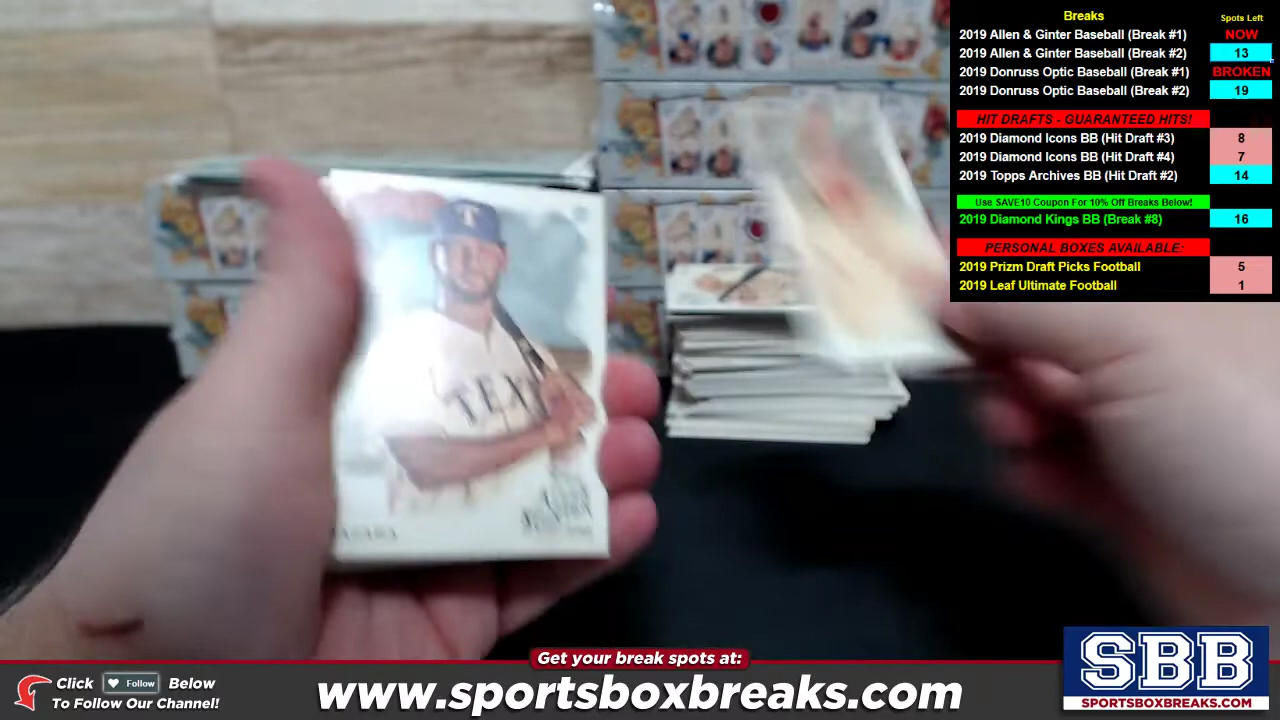 Breaks Spots Left
2019 Allen & Ginter Baseball (Break #1) NOW
2019 Allen & Ginter Baseball (Break #2) 13
2019 Donruss Optic Baseball (Break #1) BROKEN
2019 Donruss Optic Baseball (Break #2) 19
HIT DRAFTS - GUARANTEED HITS!
2019 Diamond Icons BB (Hit Draft #3) 8
2019 Diamond Icons BB (Hit Draft #4) 7
2019 Topps Archives BB (Hit Draft #2) 14
Use SAVE10 Coupon For 10% Off Breaks Below!
2019 Diamond Kings BB (Break #8) 16
PERSONAL BOXES AVAILABLE:
2019 Prizm Draft Picks Football 5
2019 Leaf Ultimate Football 1
T
TEX
Get your break spots at:
Click Follow Below
To Follow Our Channel!
www.sportsboxbreaks.com
SBB
SPORTSBOXBREAKS.COM